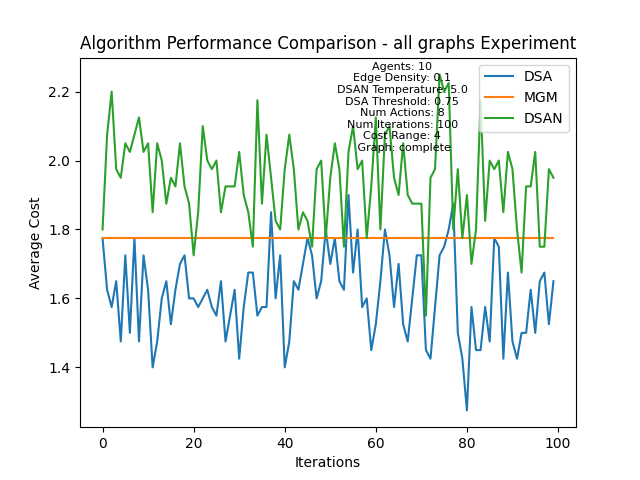 Algorithm Performance Comparison - all graphs Experiment
Agents: 10
Edge Density: 0.1
DSAN Temperature: 5.0
DSA Threshold: 0.75
Num Actions: 8
Num Iterations: 100
Cost Range: 4
Graph: complete
DSA
MGM
DSAN
Average Cost
2.2
2.0
1.8
1.6
1.4
0
20
40
60
80
100
Iterations